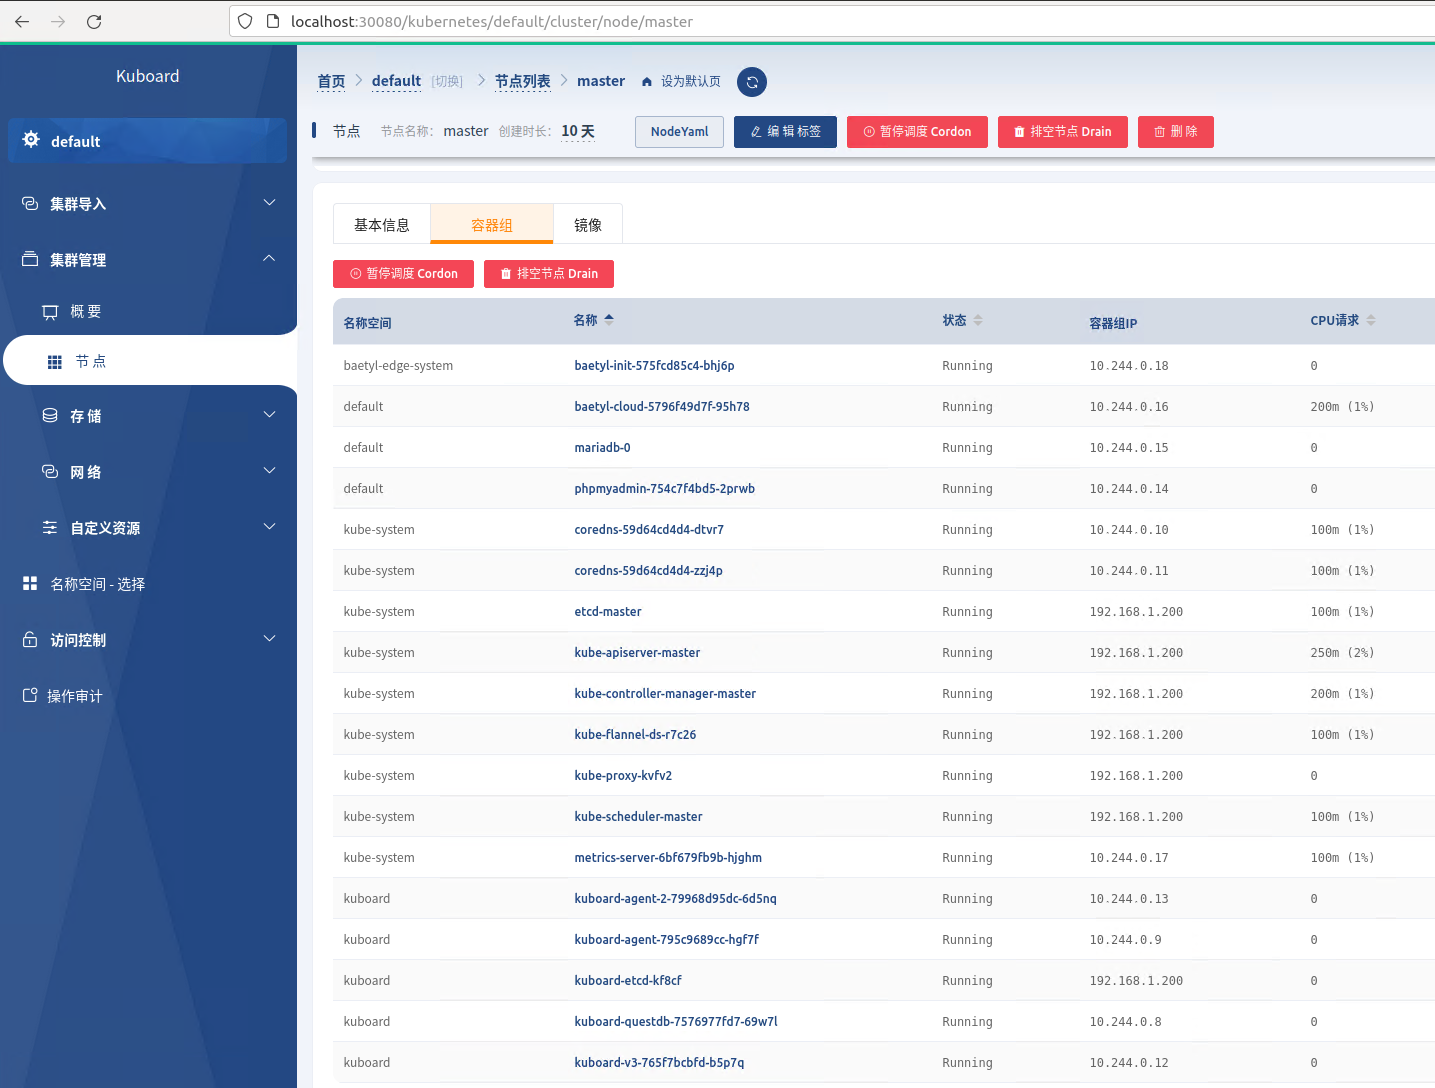 localhost:30080/kubernetes/default/cluster/node/master
Kuboard
default
集群导入
集群管理
概 要
节 点
存 储
网 络
自定义资源
名称空间 - 选择
访问控制
操作审计
首页 > default [切换] > 节点列表 > master 设为默认页
节点 节点名称: master 创建时长: 10 天 NodeYaml 编 辑 标签 暂停调度 Cordon 排空节点 Drain 删 除
基本信息 容器组 镜像
暂停调度 Cordon 排空节点 Drain
名称空间 名称 状态 容器组IP CPU请求
baetyl-edge-system baetyl-init-575fcd85c4-bhj6p Running 10.244.0.18 0
default baetyl-cloud-5796f49d7f-95h78 Running 10.244.0.16 200m (1%)
default mariadb-0 Running 10.244.0.15 0
default phpmyadmin-754c7f4bd5-2prwb Running 10.244.0.14 0
kube-system coredns-59d64cd4d4-dtvr7 Running 10.244.0.10 100m (1%)
kube-system coredns-59d64cd4d4-zzj4p Running 10.244.0.11 100m (1%)
kube-system etcd-master Running 192.168.1.200 100m (1%)
kube-system kube-apiserver-master Running 192.168.1.200 250m (2%)
kube-system kube-controller-manager-master Running 192.168.1.200 200m (1%)
kube-system kube-flannel-ds-r7c26 Running 192.168.1.200 100m (1%)
kube-system kube-proxy-kvfv2 Running 192.168.1.200 0
kube-system kube-scheduler-master Running 192.168.1.200 100m (1%)
kube-system metrics-server-6bf679fb9b-hjghm Running 10.244.0.17 100m (1%)
kuboard kuboard-agent-2-79968d95dc-6d5nq Running 10.244.0.13 0
kuboard kuboard-agent-795c9689cc-hgf7f Running 10.244.0.9 0
kuboard kuboard-etcd-kf8cf Running 192.168.1.200 0
kuboard kuboard-questdb-7576977fd7-69w7l Running 10.244.0.8 0
kuboard kuboard-v3-765f7bcbfd-b5p7q Running 10.244.0.12 0